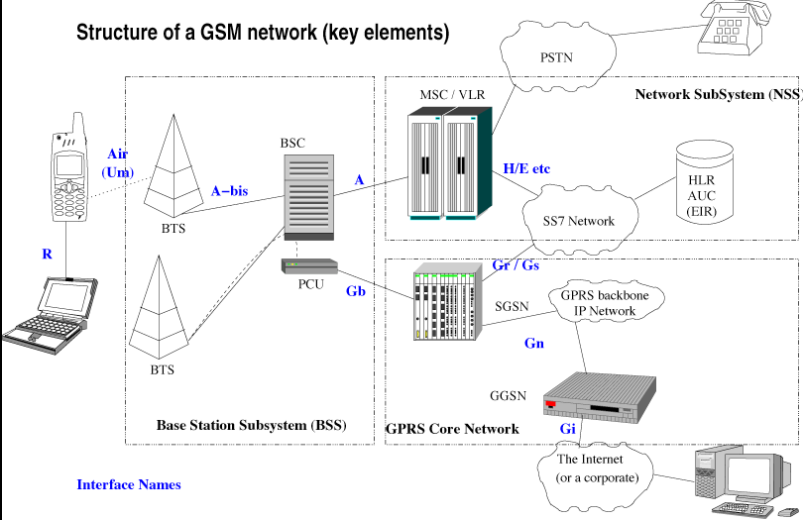 Structure of a GSM network (key elements)
PSTN
MSC / VLR
Network SubSystem (NSS)
BSC
Air
(Um)
A-bis
A
H/E etc
HLR
AUC
(EIR)
BTS
SS7 Network
R
Gr / Gs
PCU
Gb
SGSN
GPRS backbone
IP Network
Gn
BTS
GGSN
Base Station Subsystem (BSS)
GPRS Core Network
Gi
The Internet
(or a corporate)
Interface Names